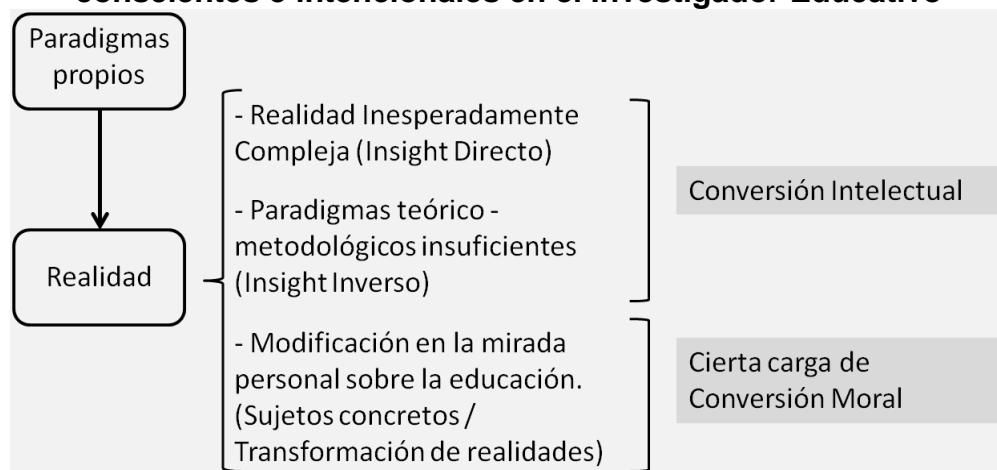 conscientes e intencionales en el Investigador Educativo
Paradigmas
propios
Realidad
- Realidad Inesperadamente
Compleja (Insight Directo)
- Paradigmas teórico -
metodológicos insuficientes
(Insight Inverso)
- Modificación en la mirada
personal sobre la educación.
(Sujetos concretos /
Transformación de realidades)
Conversión Intelectual
Cierta carga de
Conversión Moral